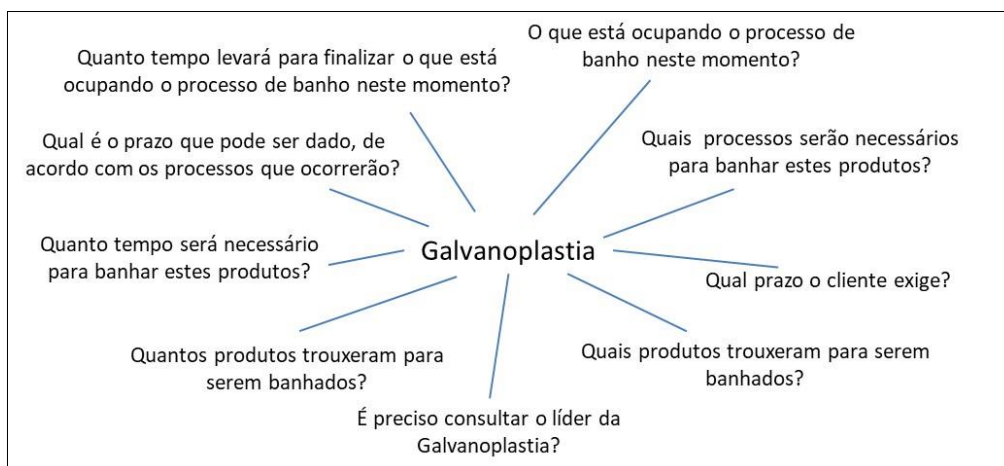 O que está ocupando o processo de
banho neste momento?
Quanto tempo levará para finalizar o que está
ocupando o processo de banho neste momento?
Qual é o prazo que pode ser dado, de
acordo com os processos que ocorrerão?
Quais processos serão necessários
para banhar estes produtos?
Quanto tempo será necessário
para banhar estes produtos?
Galvanoplastia
Qual prazo o cliente exige?
Quantos produtos trouxeram para
serem banhados?
Quais produtos trouxeram para serem
banhados?
É preciso consultar o líder da
Galvanoplastia?